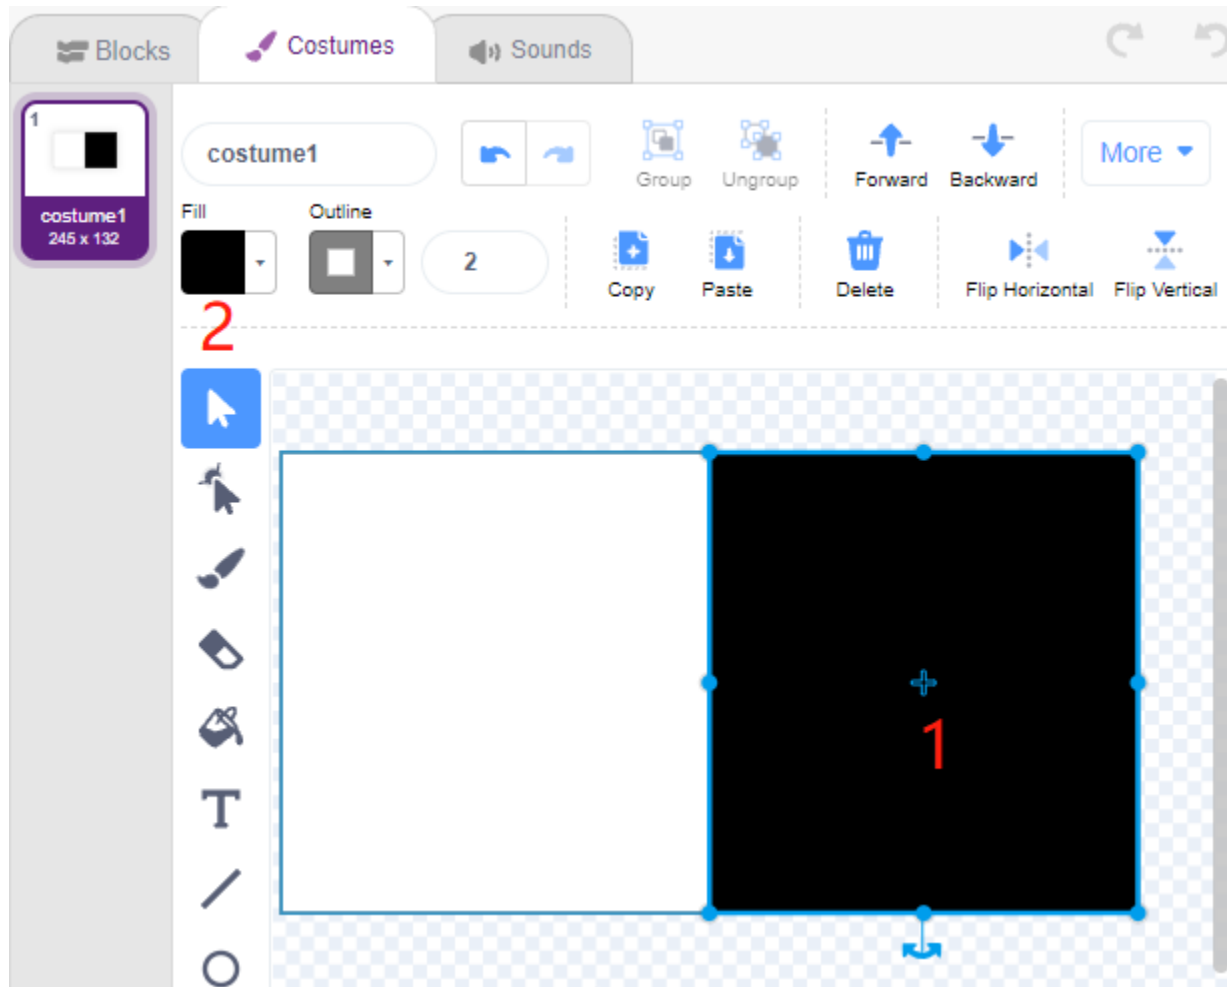 Blocks
Costumes
Sounds
1
costume1
245 x 132
costume1
Group
Ungroup
Forward
Backward
More
Fill
Outline
2
Copy
Paste
Delete
Flip Horizontal
Flip Vertical
2
T
1